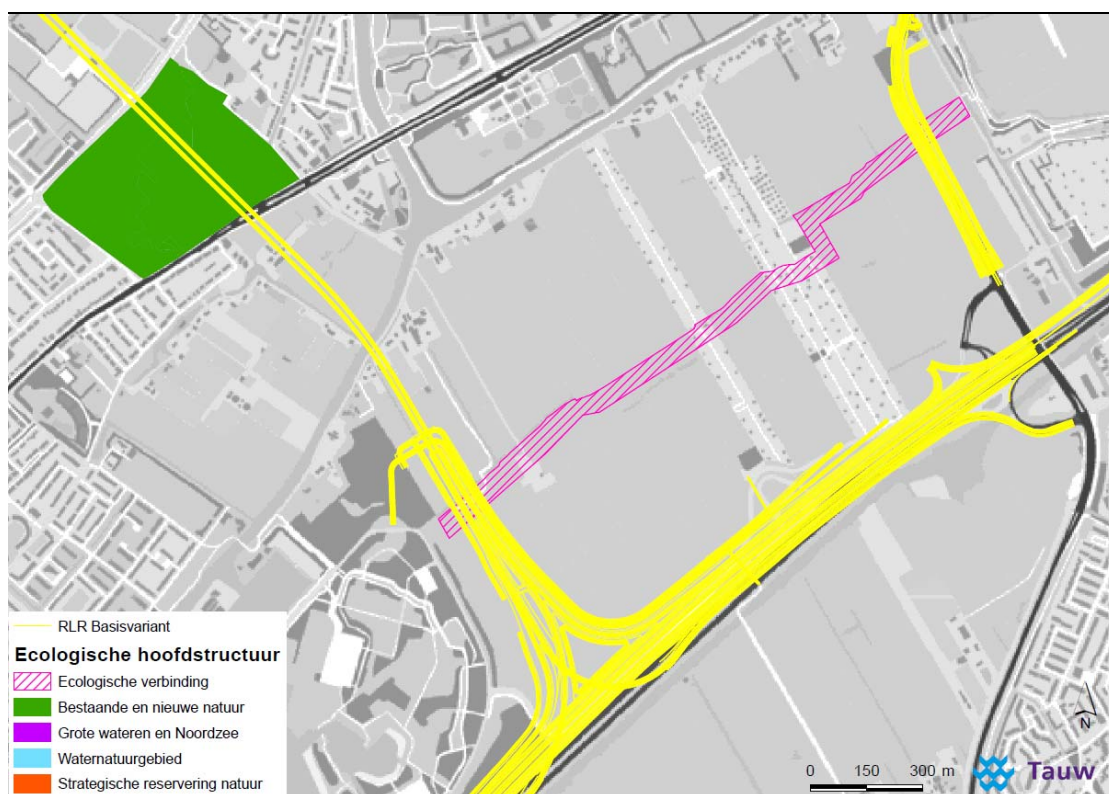 RLR Basisvariant
Ecologische hoofdstructuur
Ecologische verbinding
Bestaande en nieuwe natuur
Grote wateren en Noordzee
Waternatuurgebied
Strategische reservering natuur
N
0 150 300 m
Tauw